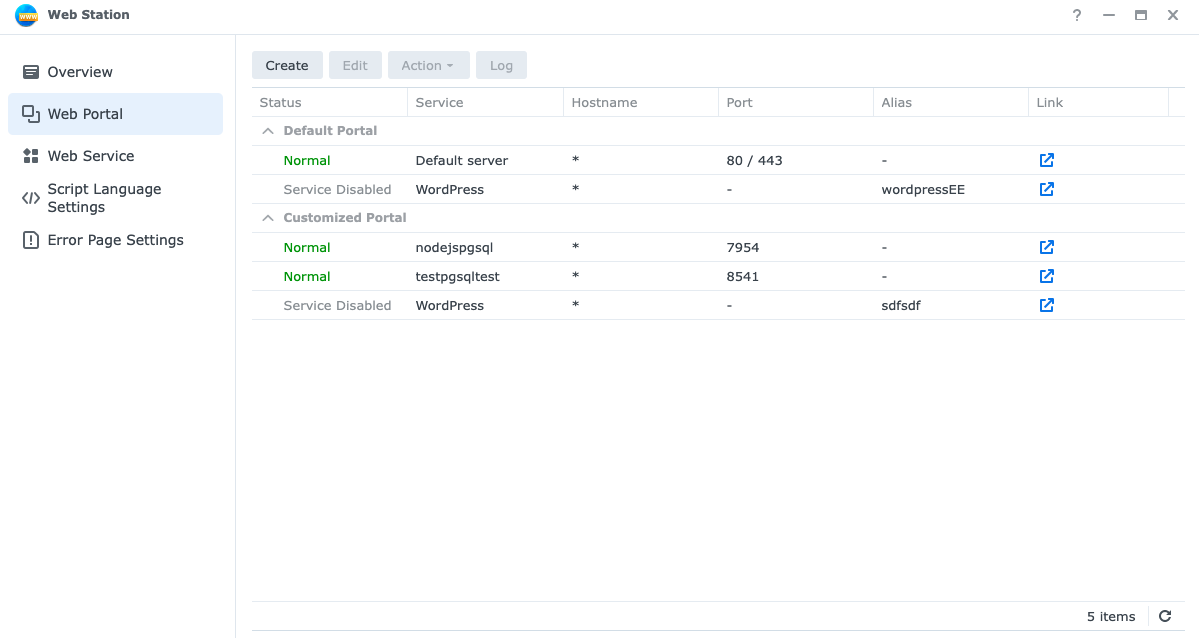 Web Station
?
Overview
Web Portal
Web Service
Script Language
Settings
Error Page Settings
Create Edit Action Log
Status Service Hostname Port Alias Link
Default Portal
Normal Default server * 80 / 443 -
Service Disabled WordPress * - wordpressEE
Customized Portal
Normal nodejspgsql * 7954 -
Normal testpgsqltest * 8541 -
Service Disabled WordPress * - sdfsdf
5 items